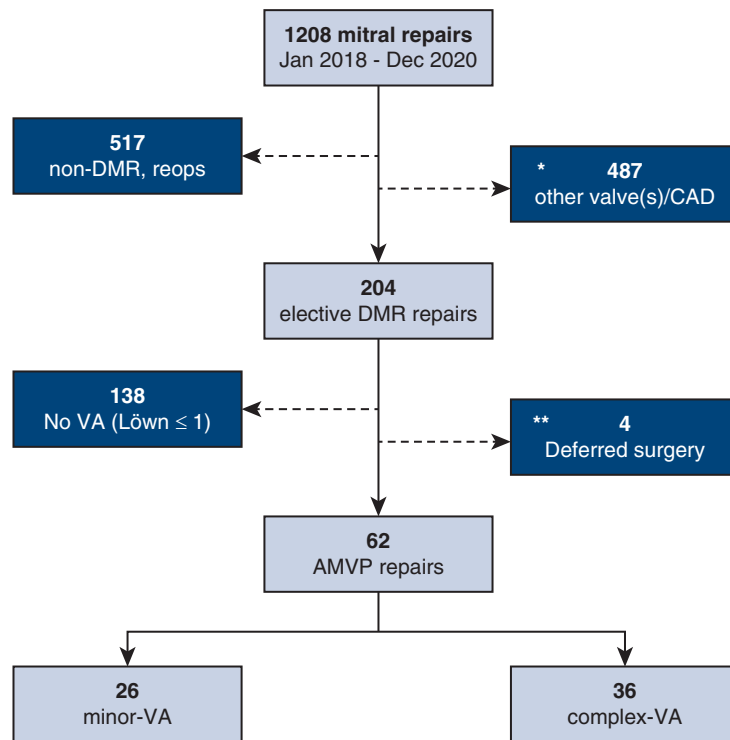 1208 mitral repairs
Jan 2018 - Dec 2020
517
non-DMR, reops
* 487
other valve(s)/CAD
204
elective DMR repairs
138
No VA (Löwn ≤ 1)
** 4
Deferred surgery
62
AMVP repairs
26
minor-VA
36
complex-VA